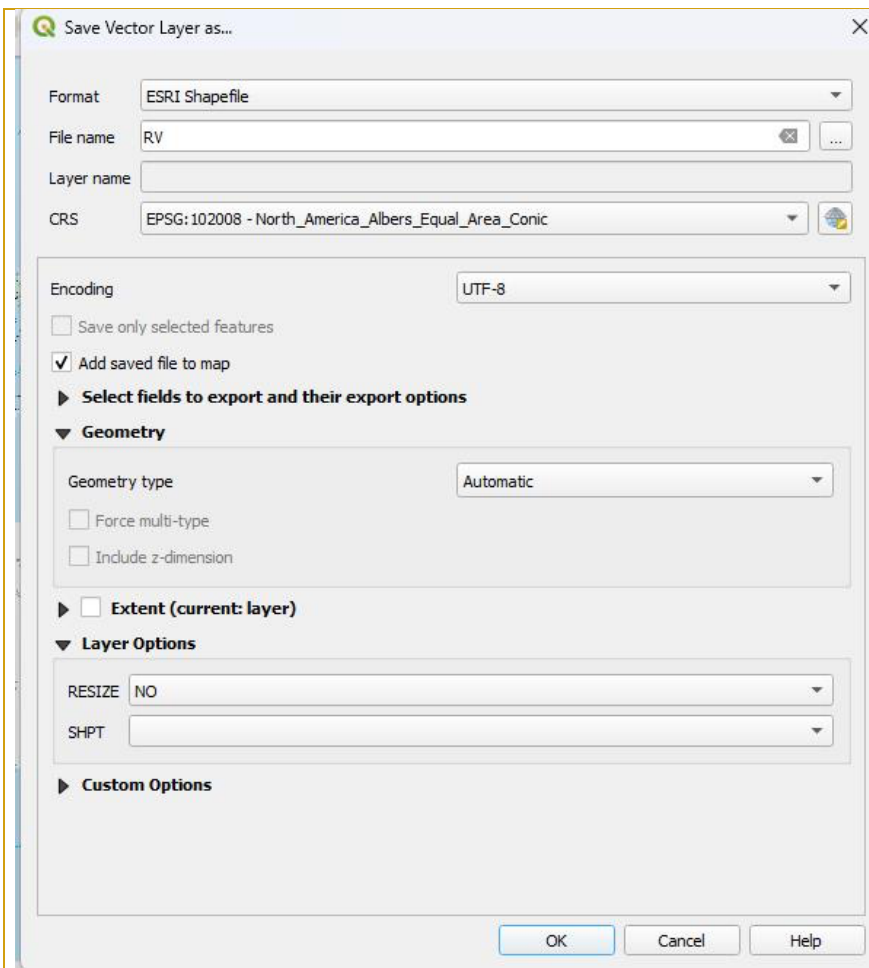 Save Vector Layer as...
Format ESRI Shapefile
File name RV ...
Layer name
CRS EPSG:102008 - North_America_Albers_Equal_Area_Conic
Encoding UTF-8
Save only selected features
Add saved file to map
Select fields to export and their export options
Geometry
Geometry type Automatic
Force multi-type
Include z-dimension
Extent (current: layer)
Layer Options
RESIZE NO
SHPT
Custom Options
OK Cancel Help